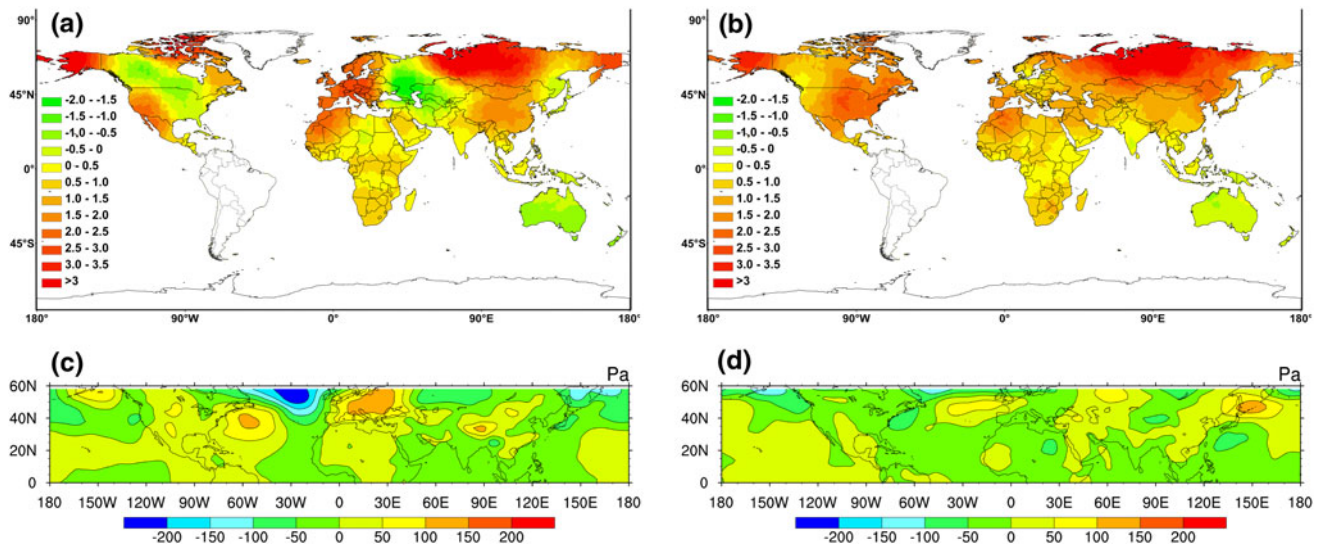 (a)
90°
45°N
0°
45°S
-2.0 - -1.5
-1.5 - -1.0
-1.0 - -0.5
-0.5 - 0
0 - 0.5
0.5 - 1.0
1.0 - 1.5
1.5 - 2.0
2.0 - 2.5
2.5 - 3.0
3.0 - 3.5
>3
180° 90°W 0° 90°E 180°
(b)
90°
45°N
0°
45°S
-2.0 - -1.5
-1.5 - -1.0
-1.0 - -0.5
-0.5 - 0
0 - 0.5
0.5 - 1.0
1.0 - 1.5
1.5 - 2.0
2.0 - 2.5
2.5 - 3.0
3.0 - 3.5
>3
180° 90°W 0° 90°E 180°
(c) Pa
60N
40N
20N
0
180 150W 120W 90W 60W 30W 0 30E 60E 90E 120E 150E 180
-200 -150 -100 -50 0 50 100 150 200
(d) Pa
60N
40N
20N
0
180 150W 120W 90W 60W 30W 0 30E 60E 90E 120E 150E 180
-200 -150 -100 -50 0 50 100 150 200